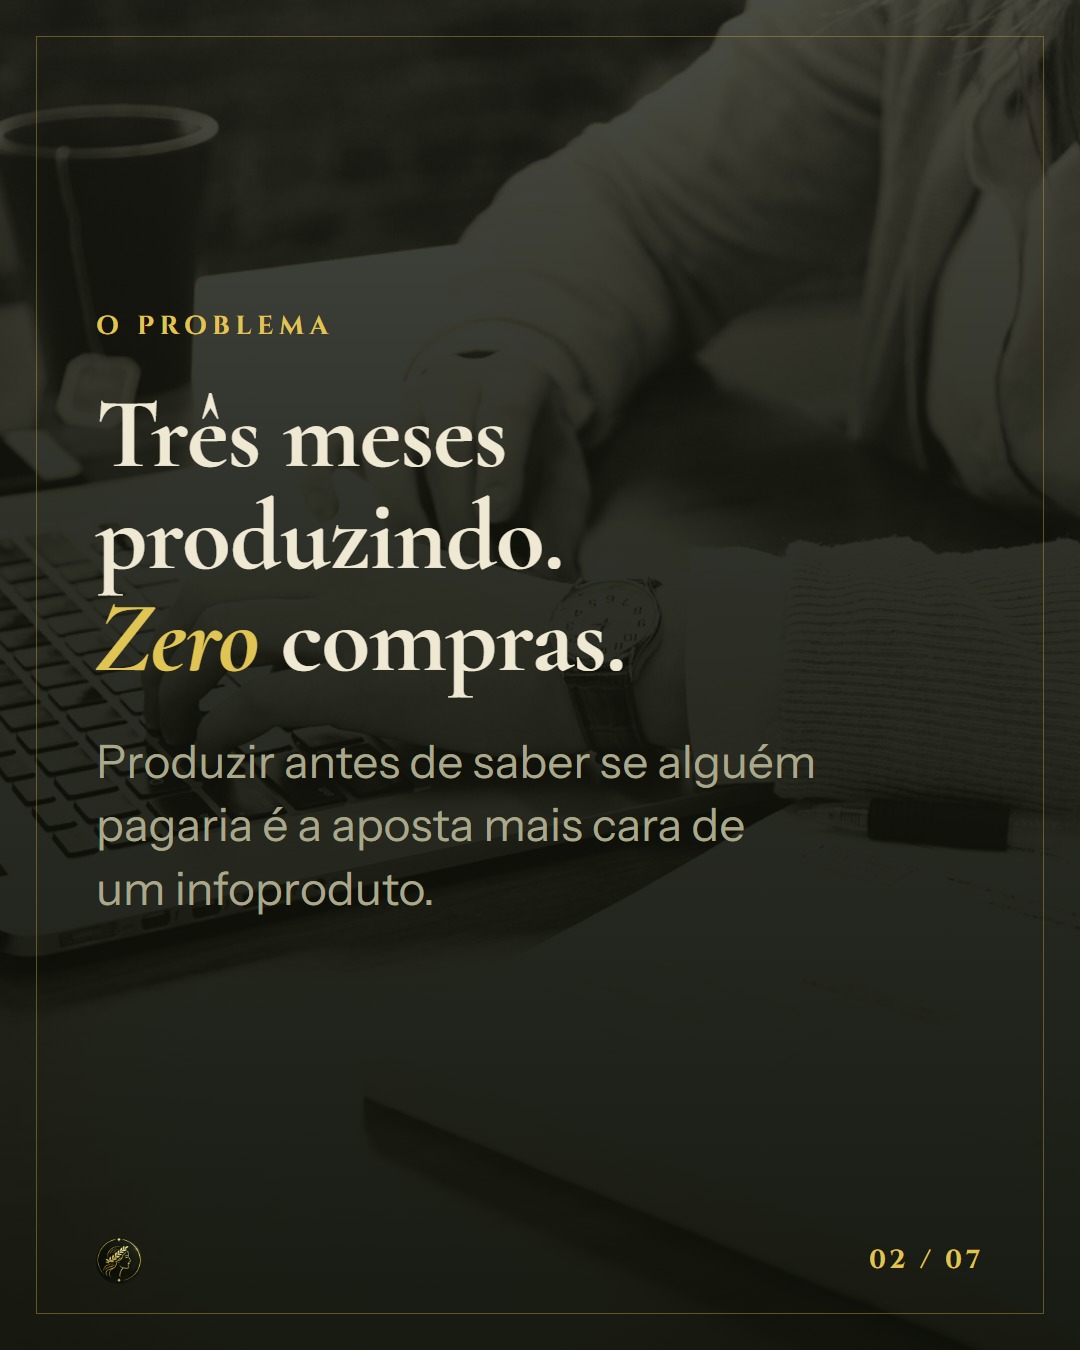 O PROBLEMA
Três meses
produzindo.
Zero compras.
Produzir antes de saber se alguém
pagaria é a aposta mais cara de
um infoproduto.
02 / 07